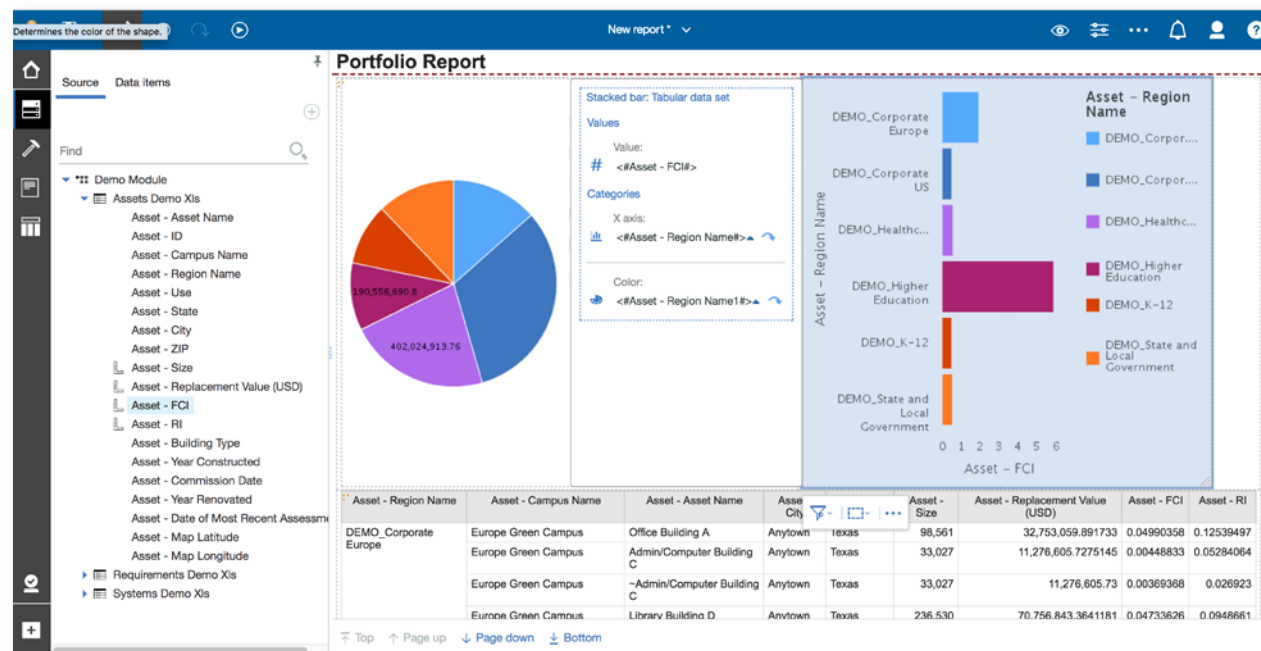 Determines the color of the shape.
New report*
Portfolio Report
Source
Data items
Find
Demo Module
Assets Demo Xls
Asset - Asset Name
Asset - ID
Asset - Campus Name
Asset - Region Name
Asset - Use
Asset - State
Asset - City
Asset - ZIP
Asset - Size
Asset - Replacement Value (USD)
Asset - FCI
Asset - RI
Asset - Building Type
Asset - Year Constructed
Asset - Commission Date
Asset - Year Renovated
Asset - Date of Most Recent Assessm
Asset - Map Latitude
Asset - Map Longitude
Requirements Demo Xls
Systems Demo Xls
190,556,690.8
402,024,913.76
Stacked bar: Tabular data set
Values
Value:
<#Asset - FCI#>
Categories
X axis:
<#Asset - Region Name#>
Color:
<#Asset - Region Name1#>
Asset - Region Name
DEMO_Corporate
Europe
DEMO_Corporate
US
DEMO_Healthc...
DEMO_Higher
Education
DEMO_K-12
DEMO_State and
Local
Government
0 1 2 3 4 5 6
Asset - FCI
Asset - Region
Name
DEMO_Corpor....
DEMO_Corpor....
DEMO_Healthc...
DEMO_Higher
Education
DEMO_K-12
DEMO_State and
Local
Government
Asset - Region Name Asset - Campus Name Asset - Asset Name Asse City Asset - Size Asset - Replacement Value (USD) Asset - FCI Asset - RI
DEMO_Corporate Europe Europe Green Campus Office Building A Anytown Texas 98,561 32,753,059.891733 0.04990358 0.12539497
Europe Green Campus Admin/Computer Building C Anytown Texas 33,027 11,276,605.7275145 0.00448833 0.05284064
Europe Green Campus ~Admin/Computer Building C Anytown Texas 33,027 11,276,605.73 0.00369368 0.026923
Europe Green Campus Library Building D Anytown Texas 236,530 70,756,843.3641181 0.04733626 0.0948661
Top Page up Page down Bottom